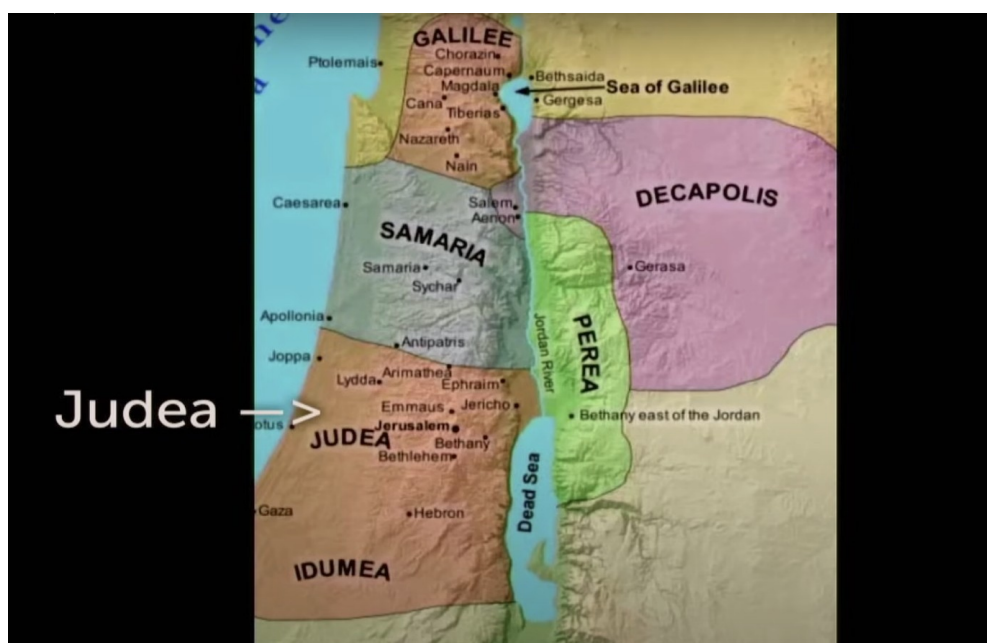 ne
a
GALILEE
Chorazin
Ptolemais
Capernaum
Bethsaida
Magdala
Sea of Galilee
Cana
Gergesa
Tiberias
Nazareth
Nain
DECAPOLIS
Caesarea
Salem
Aenon
SAMARIA
Samaria
Gerasa
Sychar
Apollonia
Jordan River
PEREA
Antipatris
Joppa
Arimathea
Lydda
Ephraim
Judea —>
Emmaus
Jericho
Bethany east of the Jordan
otus
Jerusalem
JUDEA
Bethany
Bethlehem
Dead Sea
Gaza
Hebron
IDUMEA